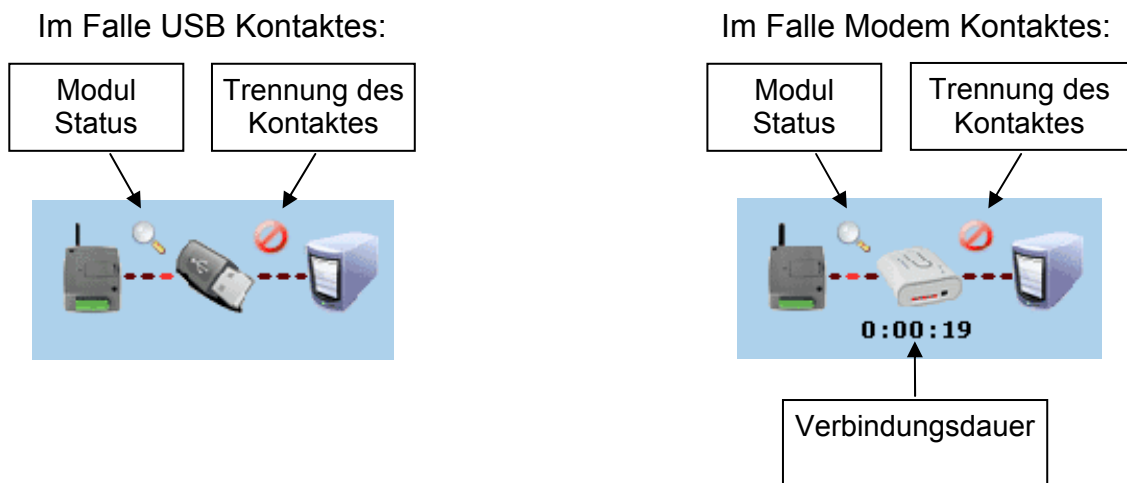 Im Falle USB Kontaktes:
Modul
Status
Trennung des
Kontaktes
Im Falle Modem Kontaktes:
Modul
Status
Trennung des
Kontaktes
0:00:19
Verbindungsdauer